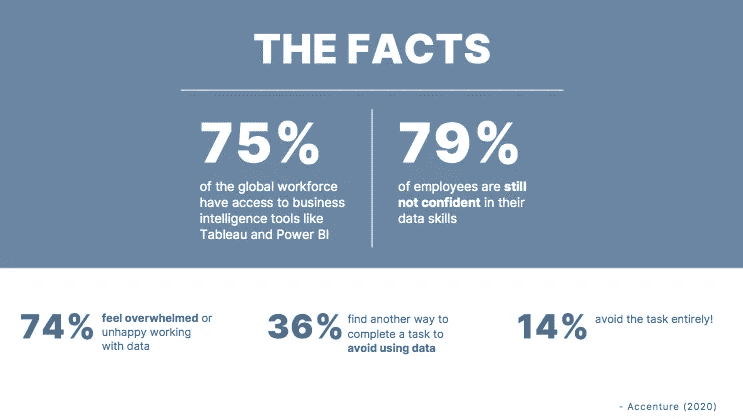 THE FACTS
75%
of the global workforce
have access to business
intelligence tools like
Tableau and Power BI
79%
of employees are still
not confident in their
data skills
74%
feel overwhelmed or
unhappy working
with data
36%
find another way to
complete a task to
avoid using data
14%
avoid the task entirely!
- Accenture (2020)